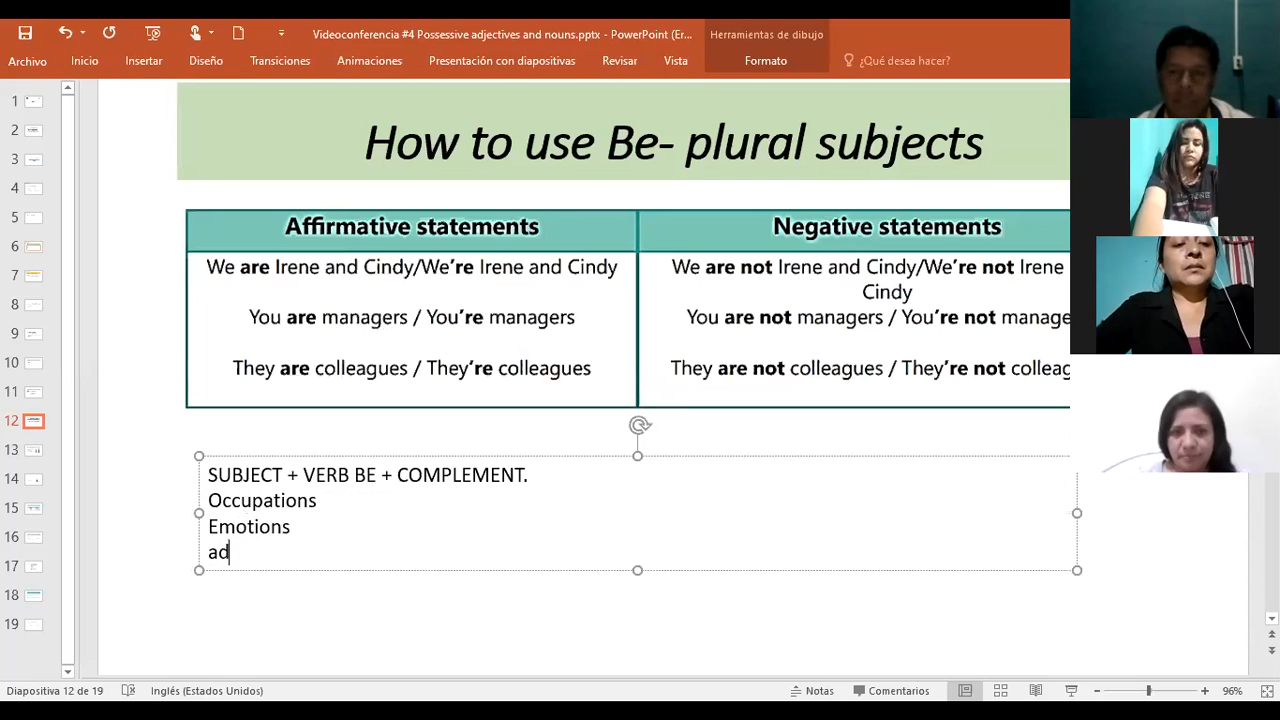 Videoconferencia #4 Possessive adjectives and nouns.pptx - PowerPoint (Er...
Herramientas de dibujo
Archivo Inicio Insertar Diseño Transiciones Animaciones Presentación con diapositivas Revisar Vista Formato ¿Qué desea hacer?
1
2
3
4
5
6
7
8
9
10
11
12
13
14
15
16
17
18
19
How to use Be- plural subjects
Affirmative statements
We are Irene and Cindy/We're Irene and Cindy
You are managers / You're managers
They are colleagues / They're colleagues
Negative statements
We are not Irene and Cindy/We're not Irene
Cindy
You are not managers / You're not manage
They are not colleagues / They're not colleag
SUBJECT + VERB BE + COMPLEMENT.
Occupations
Emotions
ad
Diapositiva 12 de 19 Inglés (Estados Unidos) Notas Comentarios 96%